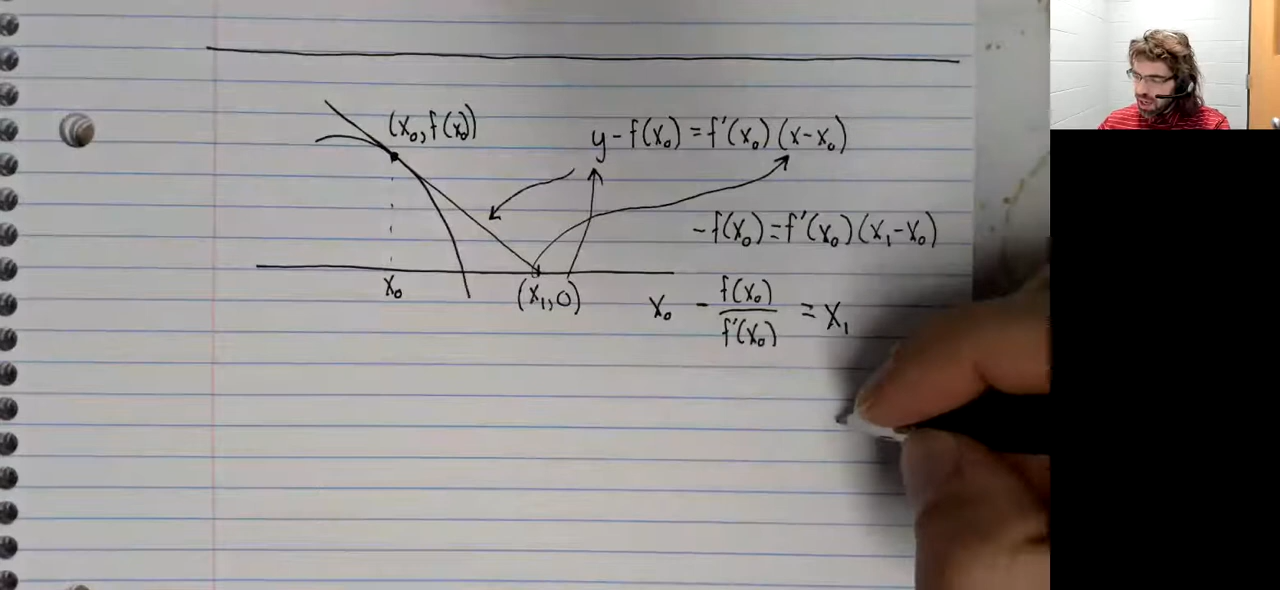 (x₀, f(x₀))
y - f(x₀) = f'(x₀)(x - x₀)
-f(x₀) = f'(x₀)(x₁ - x₀)
x₀
(x₁, 0)
x₀ - f(x₀)/f'(x₀) = x₁